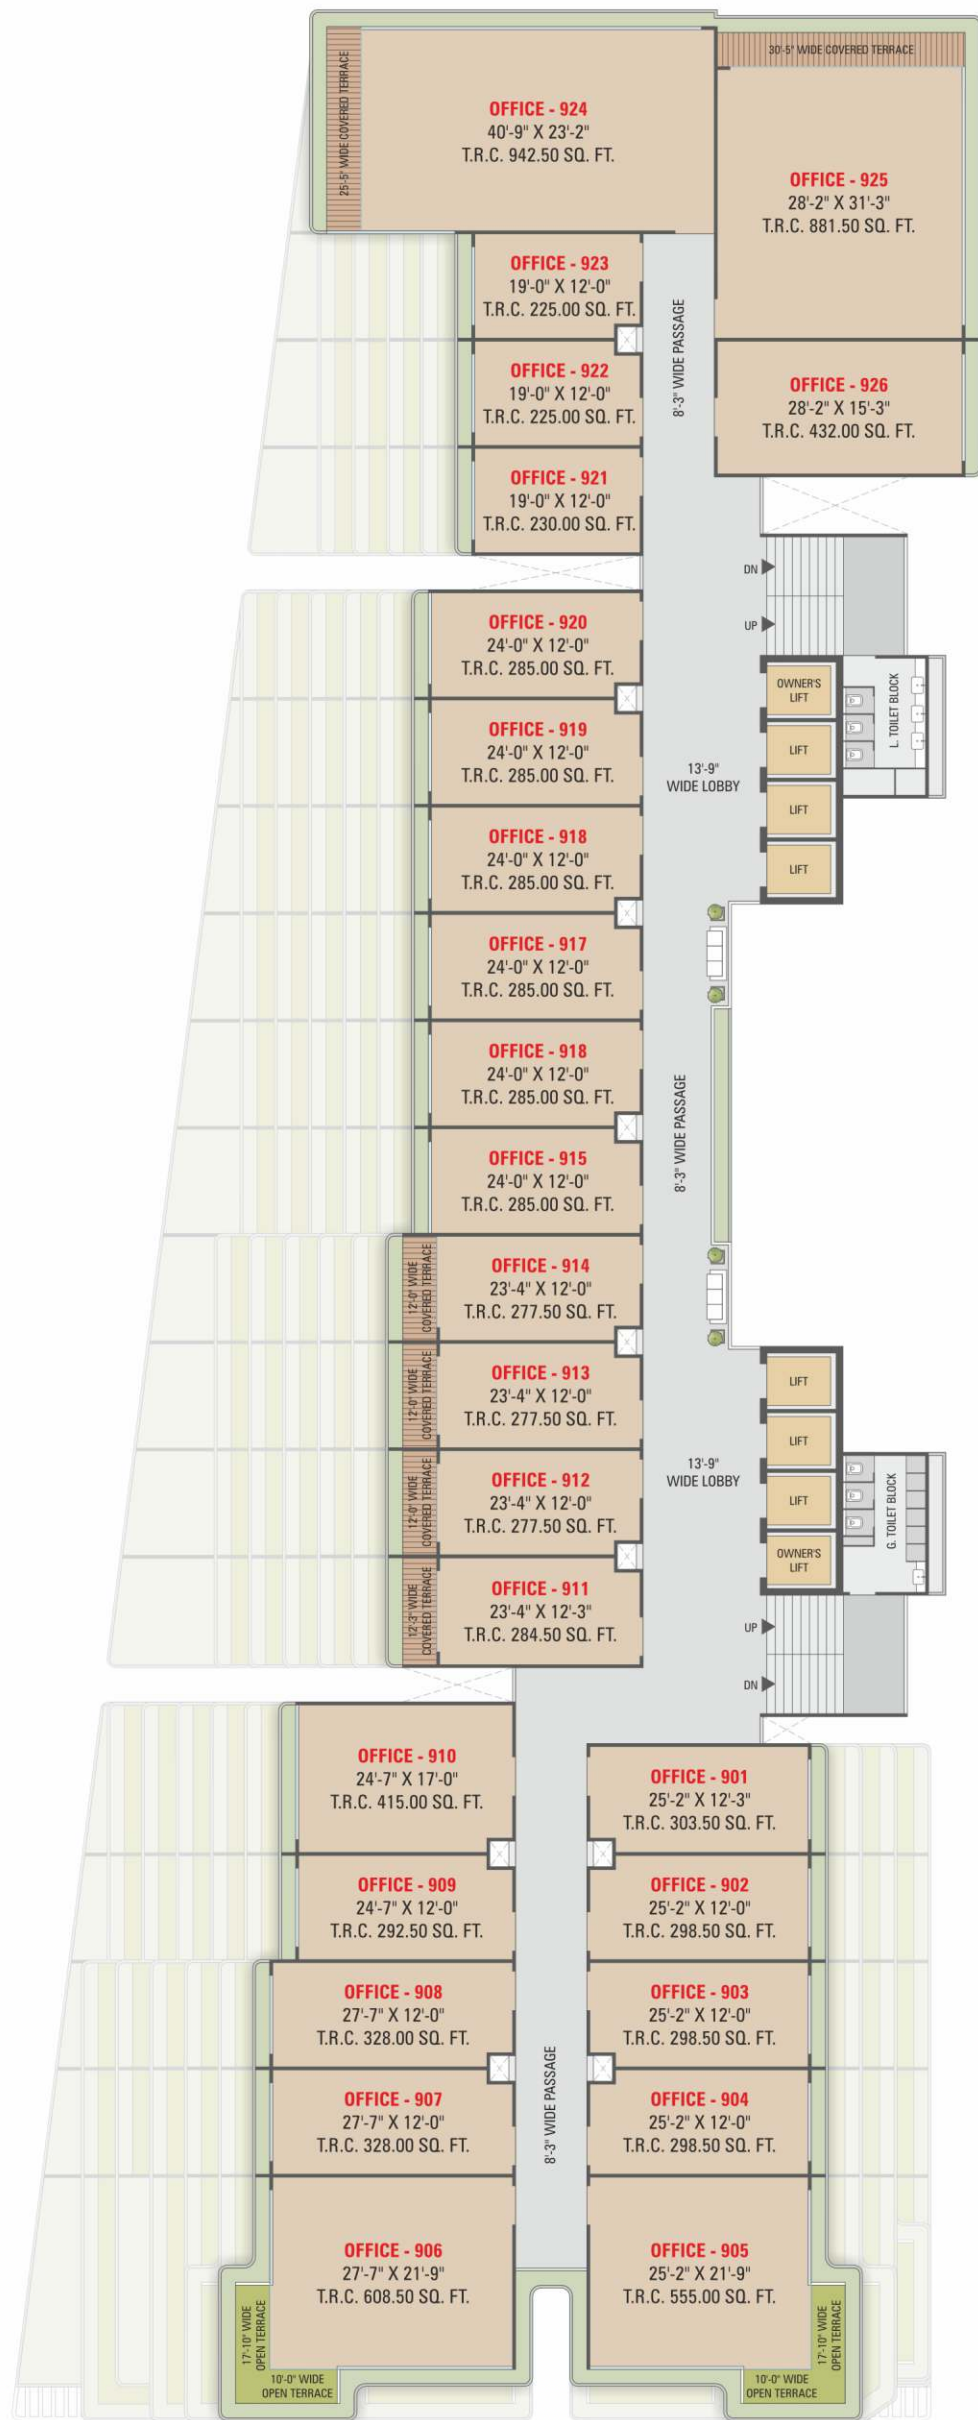 30'-5" WIDE COVERED TERRACE
25'-5" WIDE COVERED TERRACE
OFFICE - 924
40'-9" X 23'-2"
T.R.C. 942.50 SQ. FT.
OFFICE - 925
28'-2" X 31'-3"
T.R.C. 881.50 SQ. FT.
OFFICE - 923
19'-0" X 12'-0"
T.R.C. 225.00 SQ. FT.
8'-3" WIDE PASSAGE
OFFICE - 922
19'-0" X 12'-0"
T.R.C. 225.00 SQ. FT.
OFFICE - 926
28'-2" X 15'-3"
T.R.C. 432.00 SQ. FT.
OFFICE - 921
19'-0" X 12'-0"
T.R.C. 230.00 SQ. FT.
DN
UP
OFFICE - 920
24'-0" X 12'-0"
T.R.C. 285.00 SQ. FT.
OWNER'S
LIFT
L. TOILET BLOCK
OFFICE - 919
24'-0" X 12'-0"
T.R.C. 285.00 SQ. FT.
LIFT
13'-9"
WIDE LOBBY
LIFT
OFFICE - 918
24'-0" X 12'-0"
T.R.C. 285.00 SQ. FT.
LIFT
OFFICE - 917
24'-0" X 12'-0"
T.R.C. 285.00 SQ. FT.
OFFICE - 918
24'-0" X 12'-0"
T.R.C. 285.00 SQ. FT.
8'-3" WIDE PASSAGE
OFFICE - 915
24'-0" X 12'-0"
T.R.C. 285.00 SQ. FT.
12'-0" WIDE
COVERED TERRACE
OFFICE - 914
23'-4" X 12'-0"
T.R.C. 277.50 SQ. FT.
12'-0" WIDE
COVERED TERRACE
OFFICE - 913
23'-4" X 12'-0"
T.R.C. 277.50 SQ. FT.
LIFT
LIFT
12'-0" WIDE
COVERED TERRACE
OFFICE - 912
23'-4" X 12'-0"
T.R.C. 277.50 SQ. FT.
13'-9"
WIDE LOBBY
LIFT
G. TOILET BLOCK
OWNER'S
LIFT
12'-3" WIDE
COVERED TERRACE
OFFICE - 911
23'-4" X 12'-3"
T.R.C. 284.50 SQ. FT.
UP
DN
OFFICE - 910
24'-7" X 17'-0"
T.R.C. 415.00 SQ. FT.
OFFICE - 901
25'-2" X 12'-3"
T.R.C. 303.50 SQ. FT.
OFFICE - 909
24'-7" X 12'-0"
T.R.C. 292.50 SQ. FT.
OFFICE - 902
25'-2" X 12'-0"
T.R.C. 298.50 SQ. FT.
OFFICE - 908
27'-7" X 12'-0"
T.R.C. 328.00 SQ. FT.
OFFICE - 903
25'-2" X 12'-0"
T.R.C. 298.50 SQ. FT.
8'-3" WIDE PASSAGE
OFFICE - 907
27'-7" X 12'-0"
T.R.C. 328.00 SQ. FT.
OFFICE - 904
25'-2" X 12'-0"
T.R.C. 298.50 SQ. FT.
OFFICE - 906
27'-7" X 21'-9"
T.R.C. 608.50 SQ. FT.
OFFICE - 905
25'-2" X 21'-9"
T.R.C. 555.00 SQ. FT.
17'-10" WIDE
OPEN TERRACE
10'-0" WIDE
OPEN TERRACE
17'-10" WIDE
OPEN TERRACE
10'-0" WIDE
OPEN TERRACE